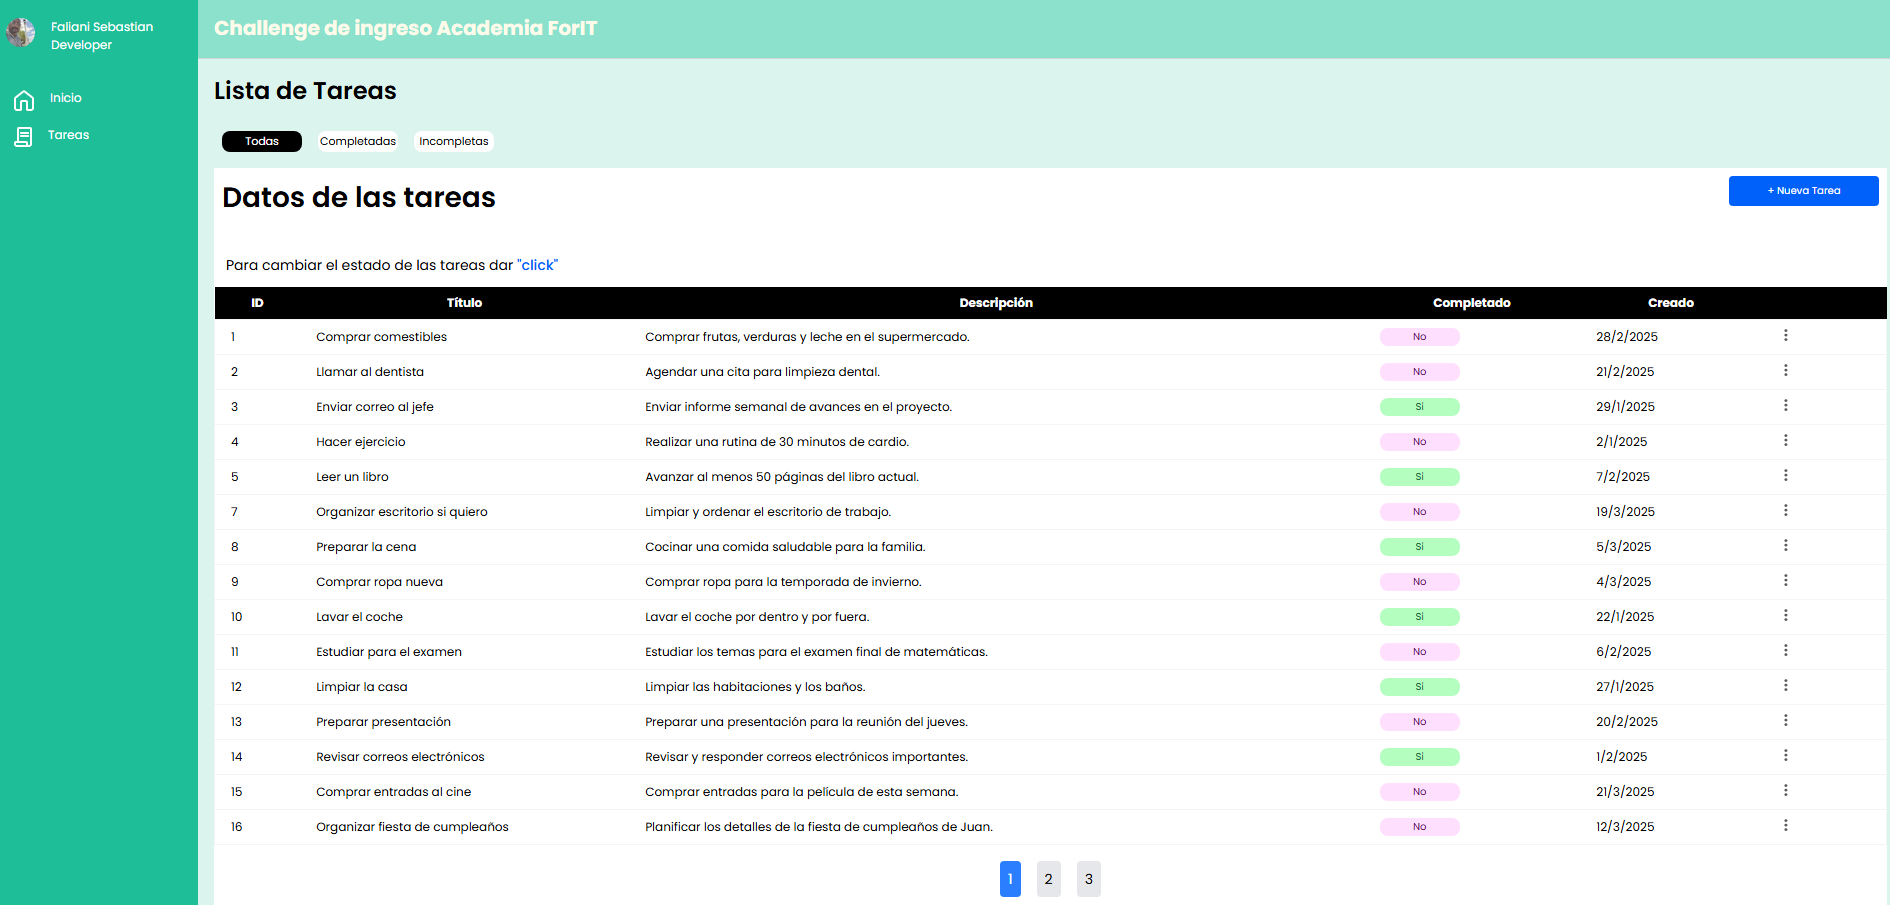 Faliani Sebastian
Developer
Inicio
Tareas
Challenge de ingreso Academia ForIT
Lista de Tareas
Todas Completadas Incompletas
Datos de las tareas
+ Nueva Tarea
Para cambiar el estado de las tareas dar "click"
ID Título Descripción Completado Creado
1 Comprar comestibles Comprar frutas, verduras y leche en el supermercado. No 28/2/2025
2 Llamar al dentista Agendar una cita para limpieza dental. No 21/2/2025
3 Enviar correo al jefe Enviar informe semanal de avances en el proyecto. Si 29/1/2025
4 Hacer ejercicio Realizar una rutina de 30 minutos de cardio. No 2/1/2025
5 Leer un libro Avanzar al menos 50 páginas del libro actual. Si 7/2/2025
7 Organizar escritorio si quiero Limpiar y ordenar el escritorio de trabajo. No 19/3/2025
8 Preparar la cena Cocinar una comida saludable para la familia. Si 5/3/2025
9 Comprar ropa nueva Comprar ropa para la temporada de invierno. No 4/3/2025
10 Lavar el coche Lavar el coche por dentro y por fuera. Si 22/1/2025
11 Estudiar para el examen Estudiar los temas para el examen final de matemáticas. No 6/2/2025
12 Limpiar la casa Limpiar las habitaciones y los baños. Si 27/1/2025
13 Preparar presentación Preparar una presentación para la reunión del jueves. No 20/2/2025
14 Revisar correos electrónicos Revisar y responder correos electrónicos importantes. Si 1/2/2025
15 Comprar entradas al cine Comprar entradas para la película de esta semana. No 21/3/2025
16 Organizar fiesta de cumpleaños Planificar los detalles de la fiesta de cumpleaños de Juan. No 12/3/2025
1 2 3